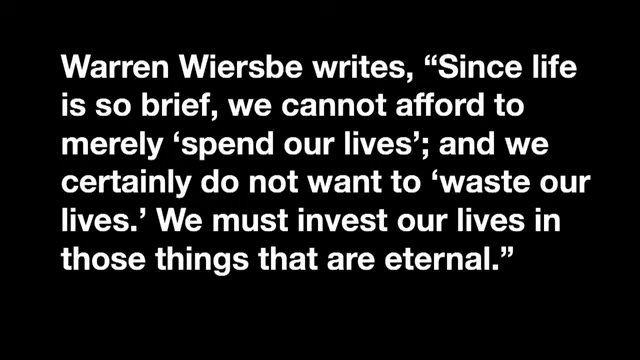 Warren Wiersbe writes, “Since life
is so brief, we cannot afford to
merely ‘spend our lives’; and we
certainly do not want to ‘waste our
lives.’ We must invest our lives in
those things that are eternal.”